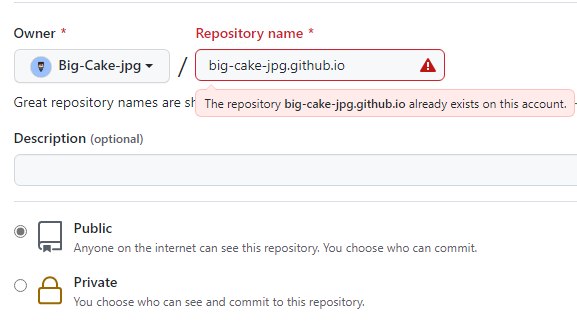 Owner *
Repository name *
Big-Cake-jpg
/
big-cake-jpg.github.io
Great repository names are sh
The repository big-cake-jpg.github.io already exists on this account.
Description (optional)
Public
Anyone on the internet can see this repository. You choose who can commit.
Private
You choose who can see and commit to this repository.